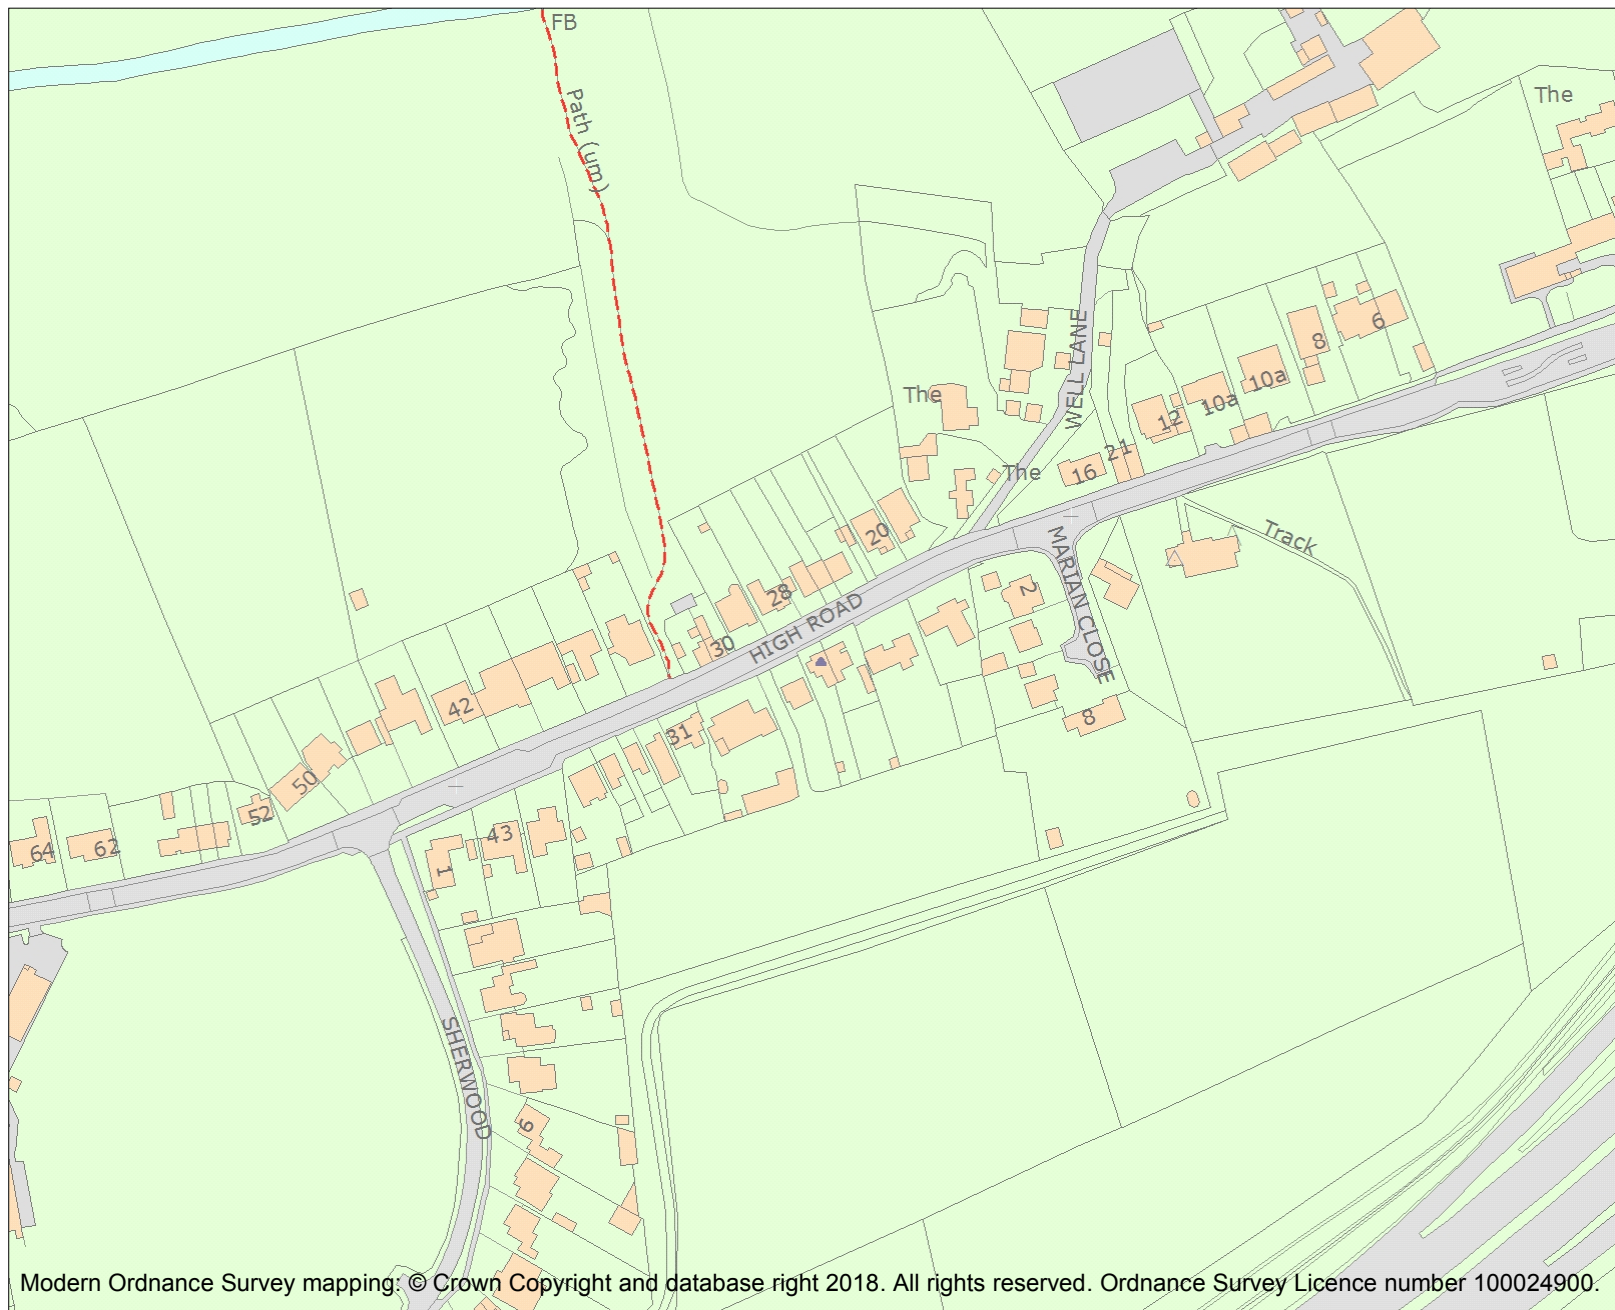 FB
Path (um)
The
6
8
10a
10a
12
WELL LANE
The
21
16
The
20
Track
MARIAN CLOSE
28
HIGH ROAD
2
30
42
31
8
50
52
43
64
62
1
SHERWOOD
6
Modern Ordnance Survey mapping: © Crown Copyright and database right 2018. All rights reserved. Ordnance Survey Licence number 100024900.